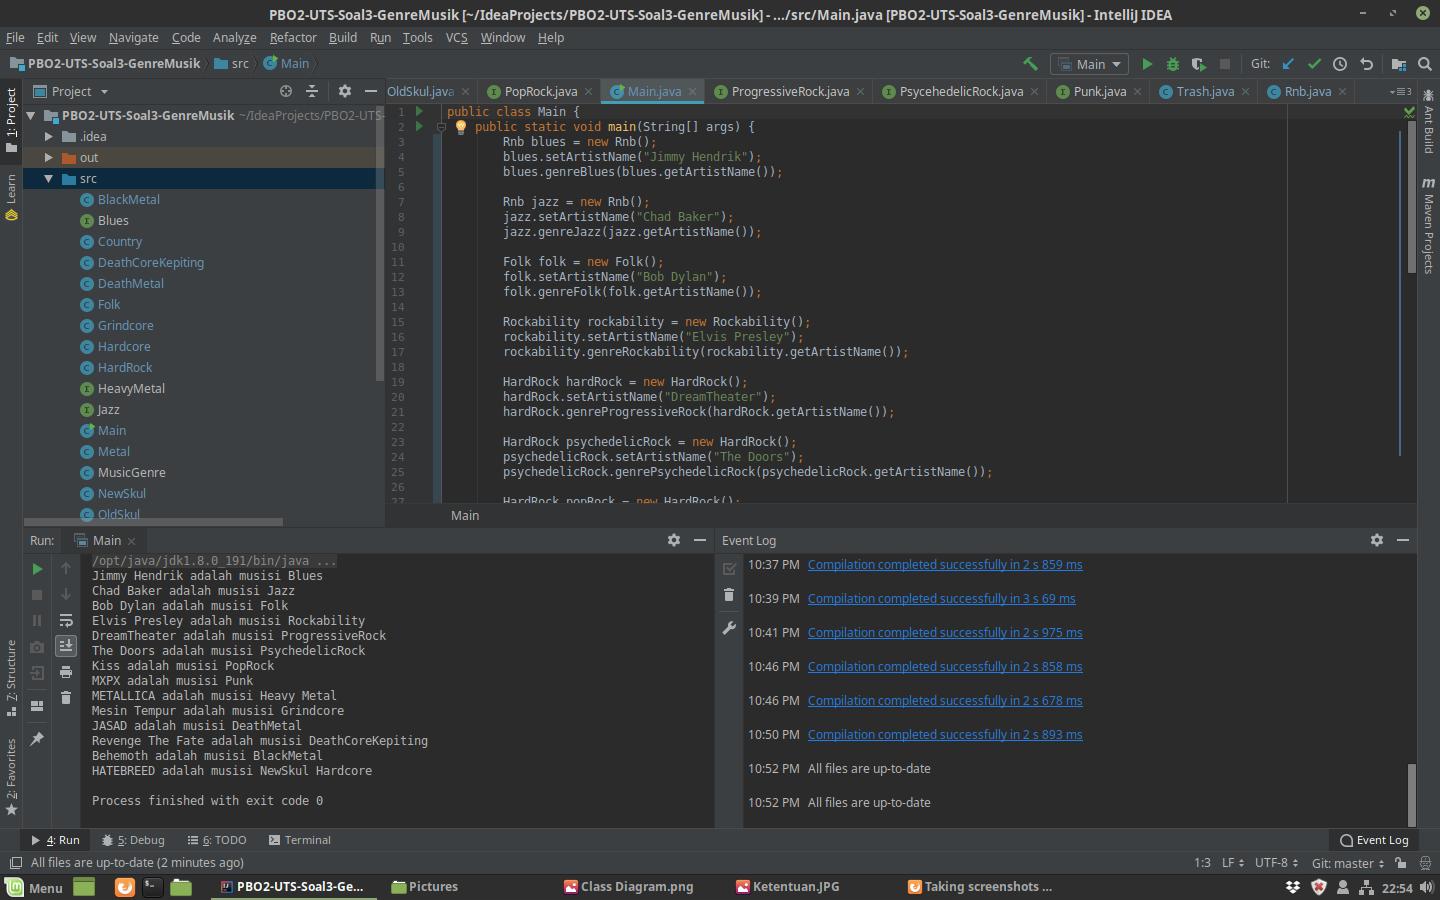 PBO2-UTS-Soal3-GenreMusik [~/IdeaProjects/PBO2-UTS-Soal3-GenreMusik] - .../src/Main.java [PBO2-UTS-Soal3-GenreMusik] - IntelliJ IDEA
File Edit View Navigate Code Analyze Refactor Build Run Tools VCS Window Help
PBO2-UTS-Soal3-GenreMusik src Main
Main Git:
1: Project
Learn
7: Structure
2: Favorites
Project
PBO2-UTS-Soal3-GenreMusik ~/IdeaProjects/PBO2-UTS-
.idea
out
src
BlackMetal
Blues
Country
DeathCoreKepiting
DeathMetal
Folk
Grindcore
Hardcore
HardRock
HeavyMetal
Jazz
Main
Metal
MusicGenre
NewSkul
OldSkul
OldSkul.java PopRock.java Main.java ProgressiveRock.java PsycehedelicRock.java Punk.java Trash.java Rnb.java 3
1 public class Main {
2 public static void main(String[] args) {
3 Rnb blues = new Rnb();
4 blues.setArtistName("Jimmy Hendrik");
5 blues.genreBlues(blues.getArtistName());
6
7 Rnb jazz = new Rnb();
8 jazz.setArtistName("Chad Baker");
9 jazz.genreJazz(jazz.getArtistName());
10
11 Folk folk = new Folk();
12 folk.setArtistName("Bob Dylan");
13 folk.genreFolk(folk.getArtistName());
14
15 Rockability rockability = new Rockability();
16 rockability.setArtistName("Elvis Presley");
17 rockability.genreRockability(rockability.getArtistName());
18
19 HardRock hardRock = new HardRock();
20 hardRock.setArtistName("DreamTheater");
21 hardRock.genreProgressiveRock(hardRock.getArtistName());
22
23 HardRock psychedelicRock = new HardRock();
24 psychedelicRock.setArtistName("The Doors");
25 psychedelicRock.genrePsychedelicRock(psychedelicRock.getArtistName());
26
27 HardRock popRock = new HardRock();
Main
Ant Build
Maven Projects
Run: Main
/opt/java/jdk1.8.0_191/bin/java ...
Jimmy Hendrik adalah musisi Blues
Chad Baker adalah musisi Jazz
Bob Dylan adalah musisi Folk
Elvis Presley adalah musisi Rockability
DreamTheater adalah musisi ProgressiveRock
The Doors adalah musisi PsychedelicRock
Kiss adalah musisi PopRock
MXPX adalah musisi Punk
METALLICA adalah musisi Heavy Metal
Mesin Tempur adalah musisi Grindcore
JASAD adalah musisi DeathMetal
Revenge The Fate adalah musisi DeathCoreKepiting
Behemoth adalah musisi BlackMetal
HATEBREED adalah musisi NewSkul Hardcore
Process finished with exit code 0
Event Log
10:37 PM Compilation completed successfully in 2 s 859 ms
10:39 PM Compilation completed successfully in 3 s 69 ms
10:41 PM Compilation completed successfully in 2 s 975 ms
10:46 PM Compilation completed successfully in 2 s 858 ms
10:46 PM Compilation completed successfully in 2 s 678 ms
10:50 PM Compilation completed successfully in 2 s 893 ms
10:52 PM All files are up-to-date
10:52 PM All files are up-to-date
4: Run 5: Debug 6: TODO Terminal Event Log
All files are up-to-date (2 minutes ago) 1:3 LF UTF-8 Git: master
Menu PBO2-UTS-Soal3-Ge... Pictures Class Diagram.png Ketentuan.JPG Taking screenshots ... 22:54